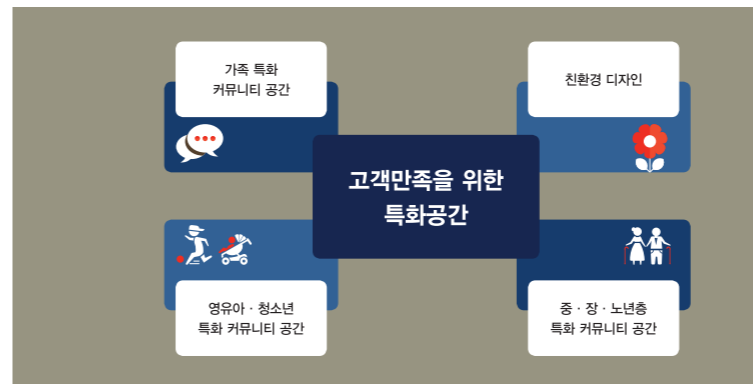 가족 특화
커뮤니티 공간
친환경 디자인
고객만족을 위한
특화공간
영유아 · 청소년
특화 커뮤니티 공간
중 · 장 · 노년층
특화 커뮤니티 공간